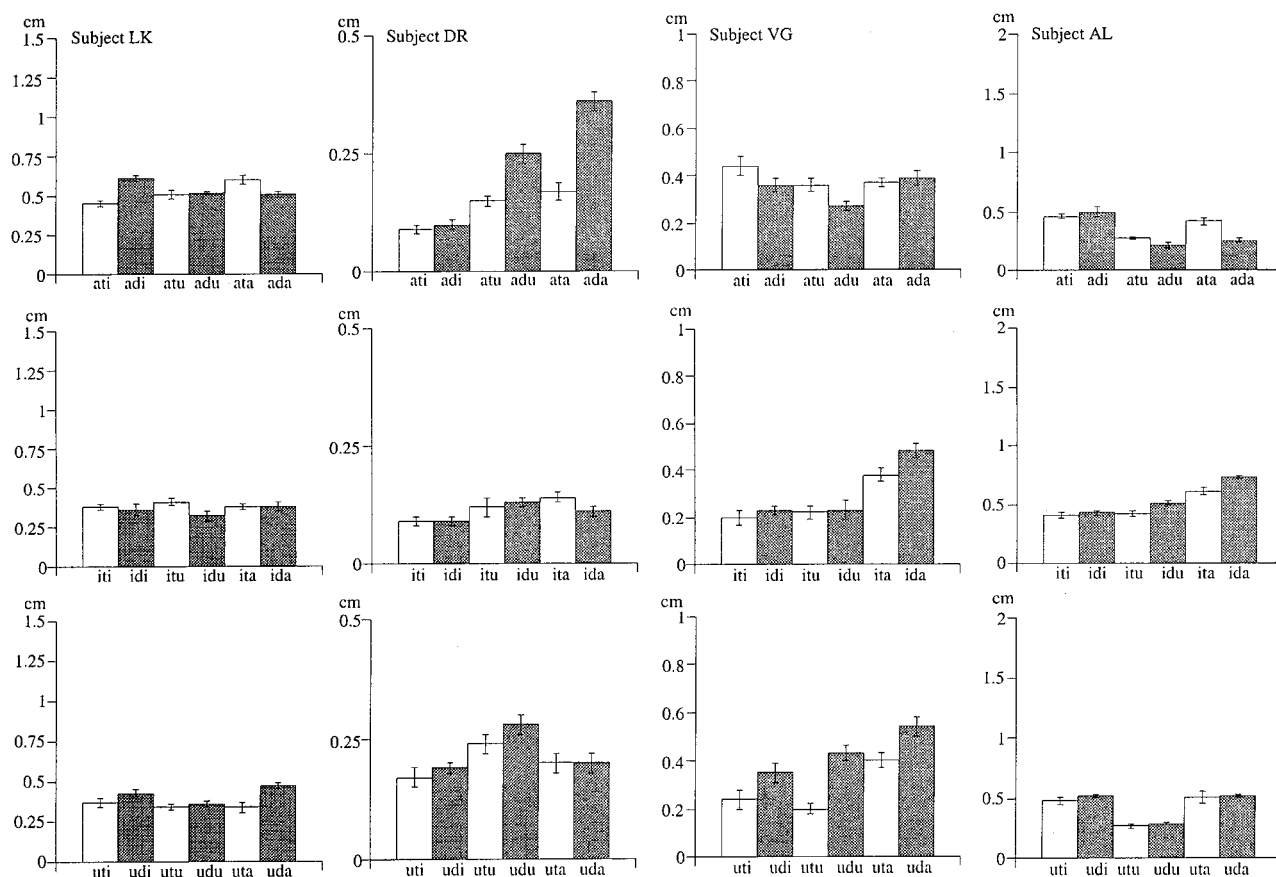 cm cm cm cm
Subject LK Subject DR Subject VG Subject AL
1.5 1.25 1 0.75 0.5 0.25 0
ati adi atu adu ata ada
0.5 0.25 0
ati adi atu adu ata ada
1 0.8 0.6 0.4 0.2 0
ati adi atu adu ata ada
2 1.5 1 0.5 0
ati adi atu adu ata ada
cm cm cm cm
1.5 1.25 1 0.75 0.5 0.25 0
iti idi itu idu ita ida
0.5 0.25 0
iti idi itu idu ita ida
1 0.8 0.6 0.4 0.2 0
iti idi itu idu ita ida
2 1.5 1 0.5 0
iti idi itu idu ita ida
cm cm cm cm
1.5 1.25 1 0.75 0.5 0.25 0
uti udi utu udu uta uda
0.5 0.25 0
uti udi utu udu uta uda
1 0.8 0.6 0.4 0.2 0
uti udi utu udu uta uda
2 1.5 1 0.5 0
uti udi utu udu uta uda